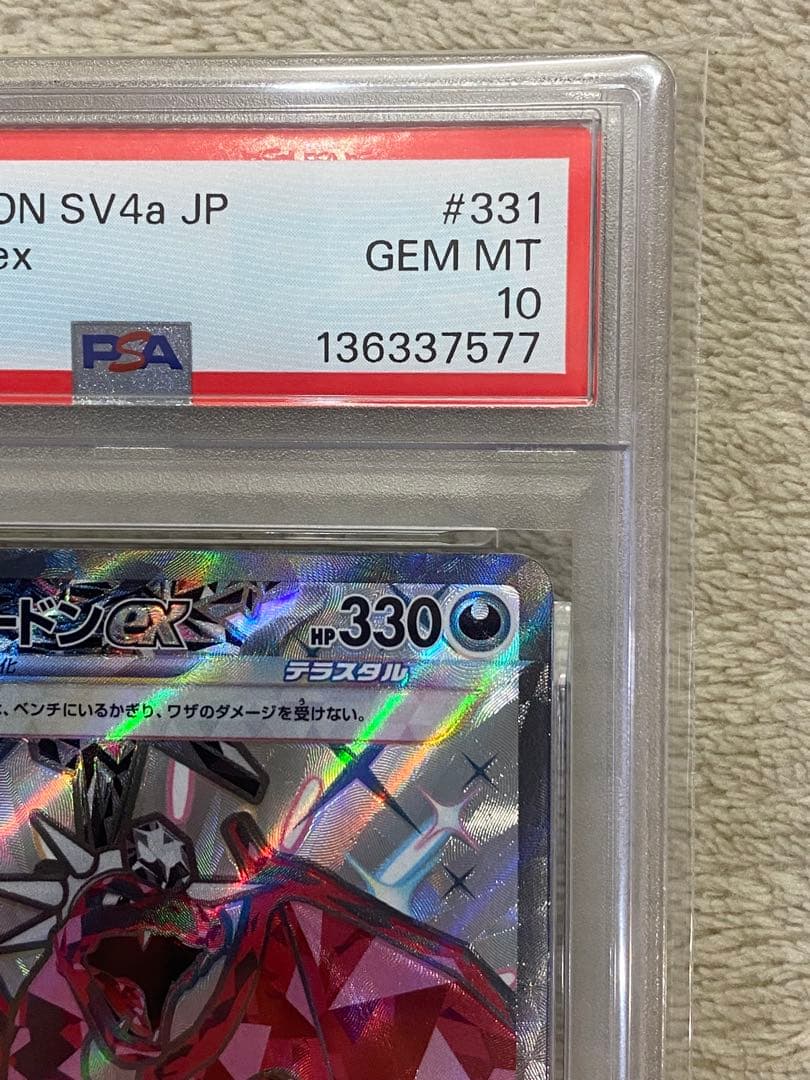 ON SV4a JP #331
ex GEM MT
10
PSA 136337577
ードンex HP330
化 テラスタル
、ベンチにいるかぎり、ワザのダメージを受けない。